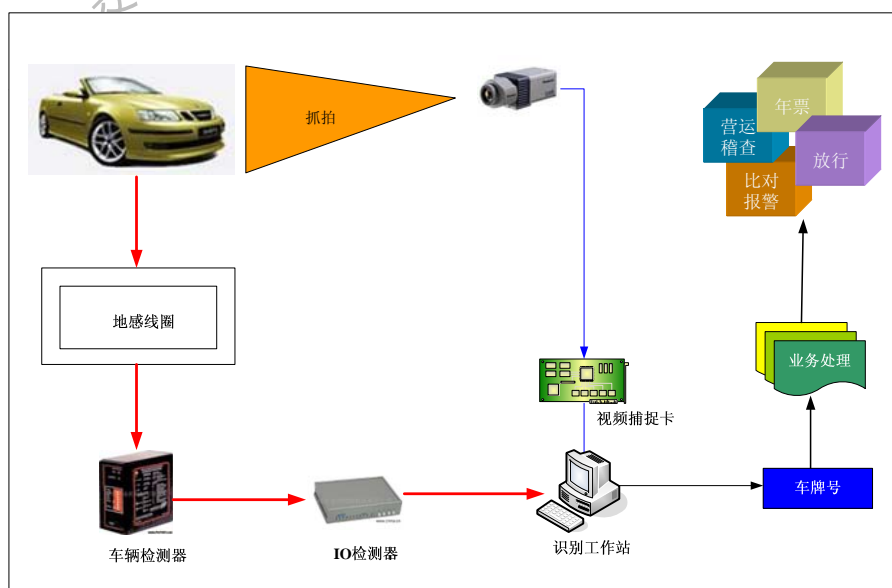 抓拍
年票
营运
稽查
放行
比对
报警
地感线圈
业务处理
视频捕捉卡
车牌号
车辆检测器
IO检测器
识别工作站